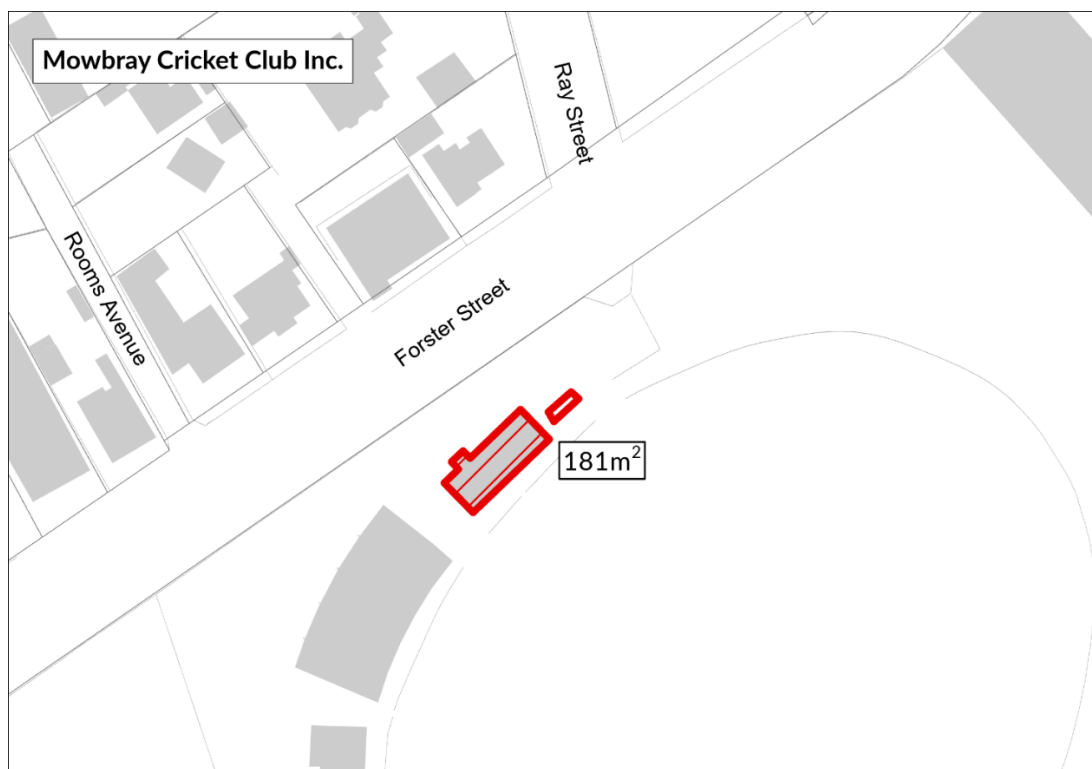 Mowbray Cricket Club Inc.
Ray Street
Rooms Avenue
Forster Street
181m²